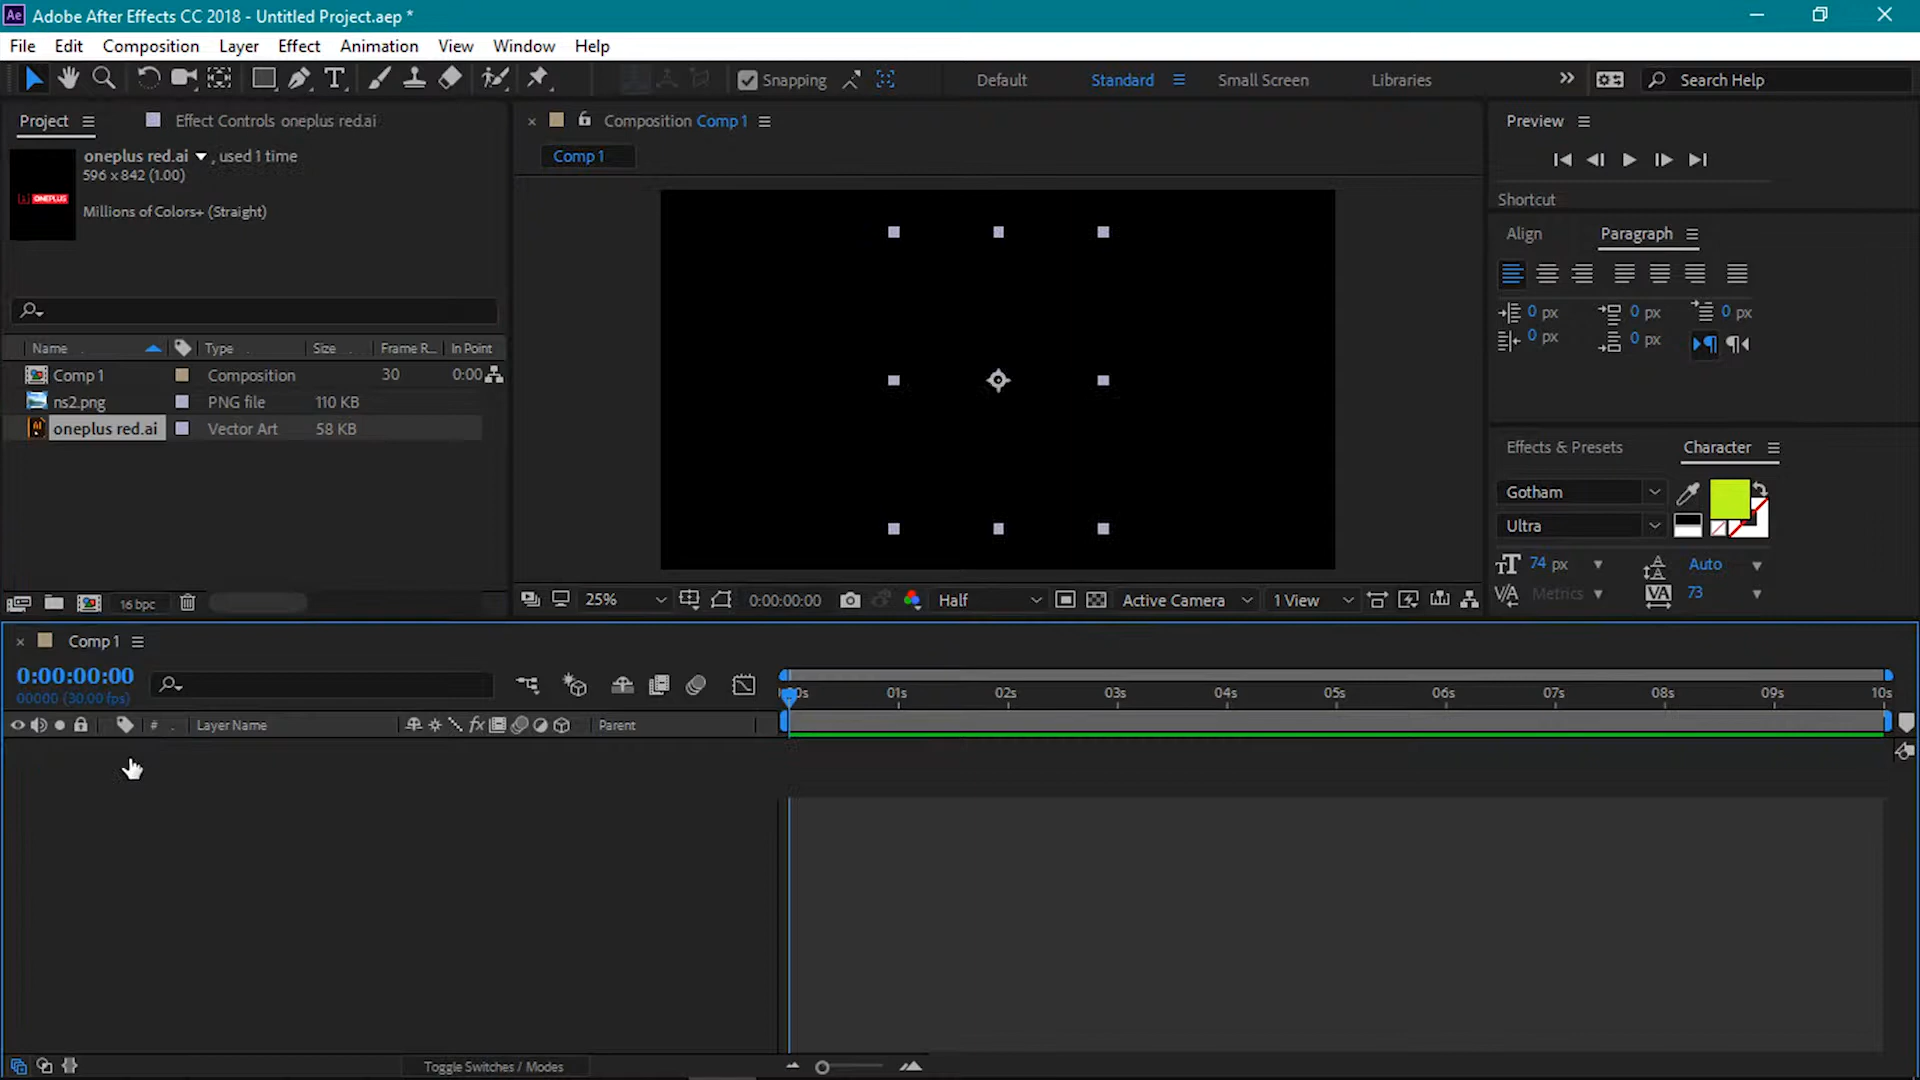 Ae Adobe After Effects CC 2018 - Untitled Project.aep *
File Edit Composition Layer Effect Animation View Window Help
T Snapping Default Standard Small Screen Libraries Search Help
Project Effect Controls oneplus red.ai
Composition Comp 1
Preview
oneplus red.ai , used 1 time
596 x 842 (1.00)
Millions of Colors+ (Straight)
ONEPLUS
Comp 1
Shortcut
Align Paragraph
0 px 0 px 0 px
0 px 0 px
Name Type Size Frame R... In Point
Comp 1 Composition 30 0:00
ns2.png PNG file 110 KB
oneplus red.ai Vector Art 58 KB
Effects & Presets Character
Gotham
Ultra
74 px Auto
Metrics 73
16 bpc
25% 0:00:00:00 Half Active Camera 1 View
Comp 1
0:00:00:00
00000 (30.00 fps)
01s 02s 03s 04s 05s 06s 07s 08s 09s 10s
# . Layer Name fx Parent
Toggle Switches / Modes